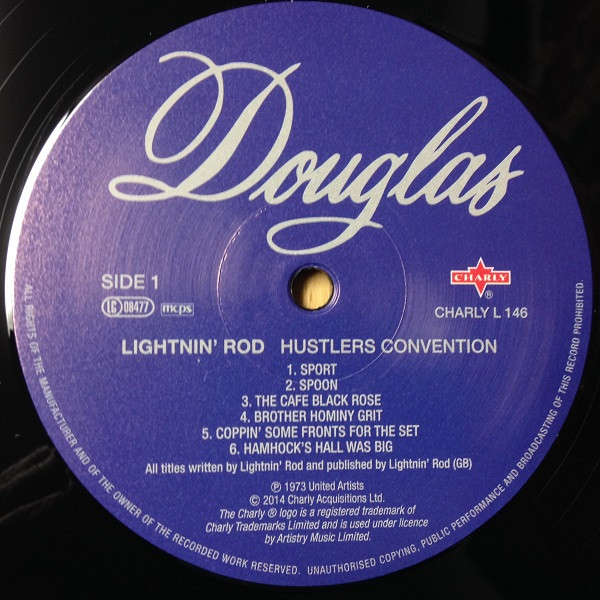 Douglas
SIDE 1
LC 08477 mcps
CHARLY
®
CHARLY L 146
LIGHTNIN' ROD HUSTLERS CONVENTION
1. SPORT
2. SPOON
3. THE CAFE BLACK ROSE
4. BROTHER HOMINY GRIT
5. COPPIN' SOME FRONTS FOR THE SET
6. HAMHOCK'S HALL WAS BIG
All titles written by Lightnin' Rod and published by Lightnin' Rod (GB)
℗ 1973 United Artists
© 2014 Charly Acquisitions Ltd.
The Charly ® logo is a registered trademark of
Charly Trademarks Limited and is used under licence
by Artistry Music Limited.
ALL RIGHTS OF THE MANUFACTURER AND OF THE OWNER OF THE RECORDED WORK RESERVED. UNAUTHORISED COPYING, PUBLIC PERFORMANCE AND BROADCASTING OF THIS RECORD PROHIBITED.